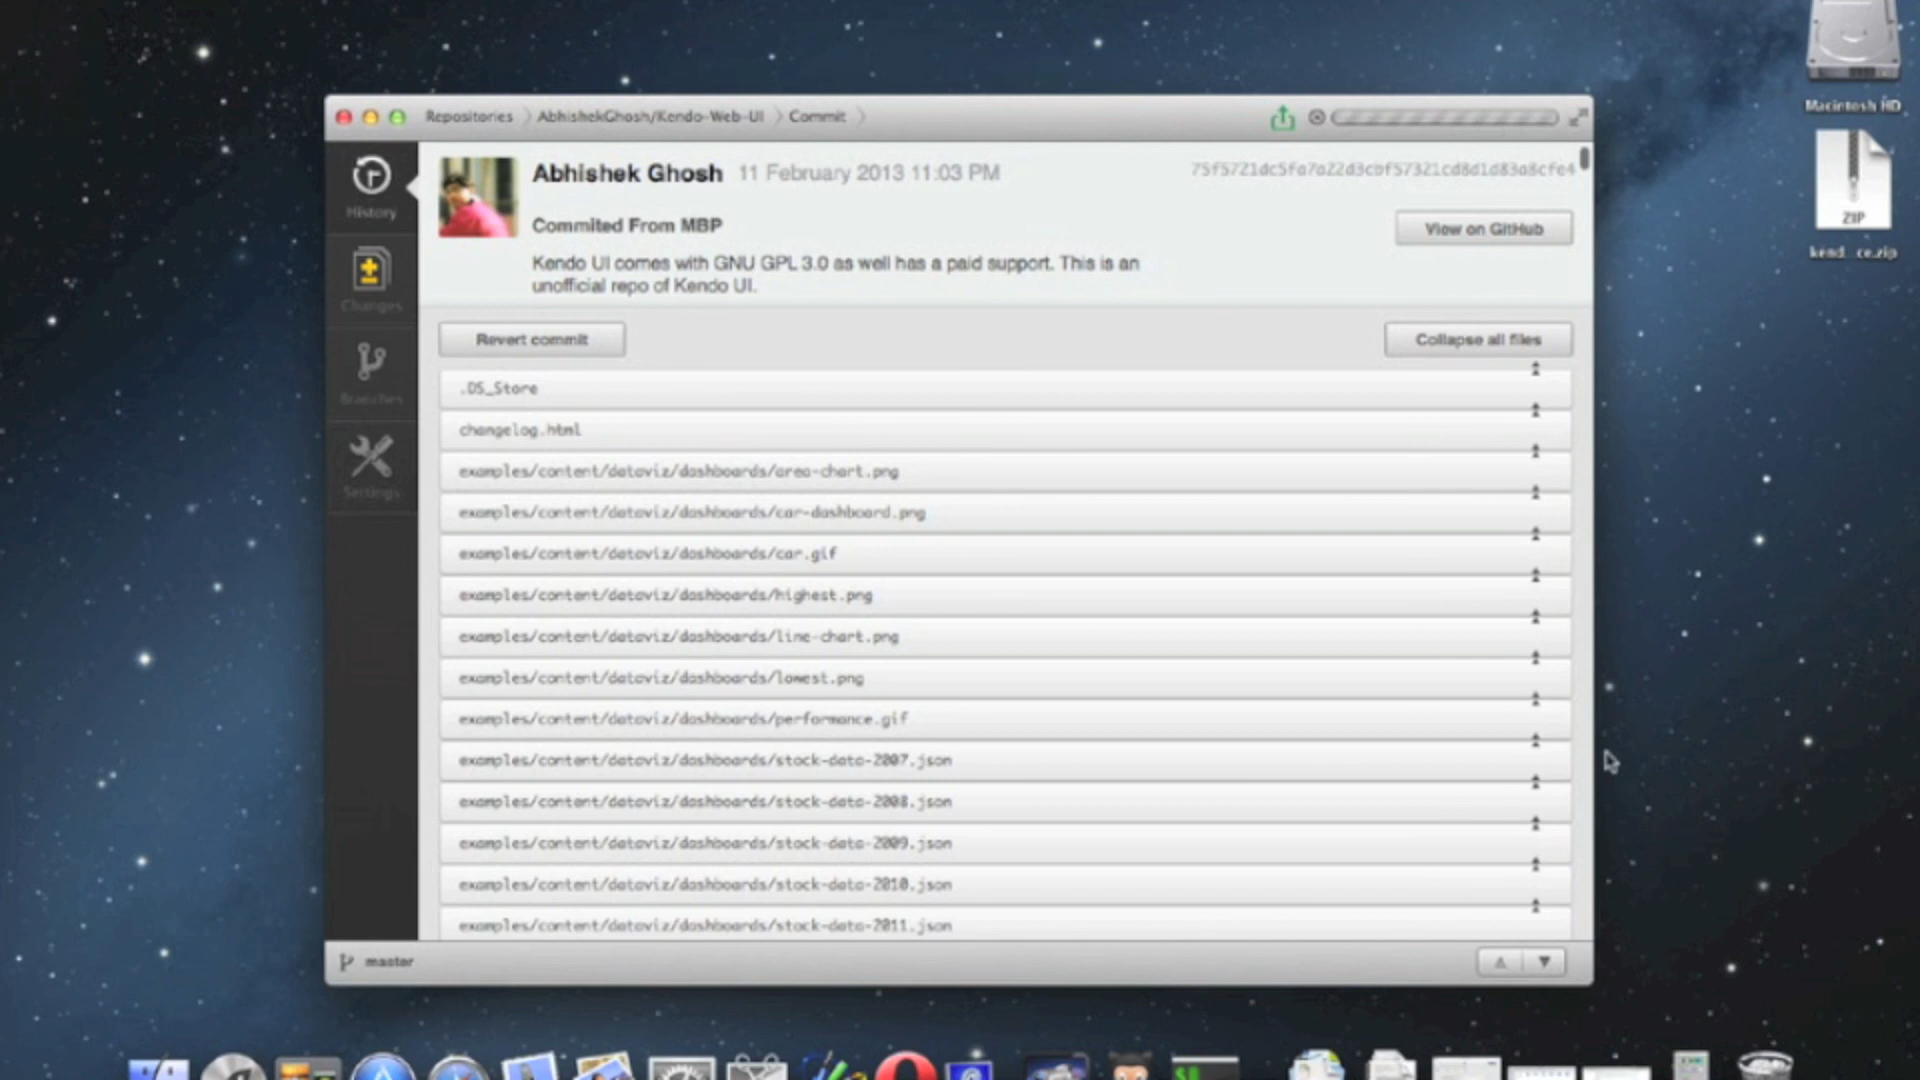 Macintosh HD
Repositories AbhishekGhosh/Kendo-Web-UI Commit
Abhishek Ghosh 11 February 2013 11:03 PM
75f5721dc5fa7a22d3cbf57321cd8d1d83a8cfe4
History
ZIP
Commited From MBP
View on GitHub
kend...ce.zip
Kendo UI comes with GNU GPL 3.0 as well has a paid support. This is an
unofficial repo of Kendo UI.
Changes
Revert commit
Collapse all files
Branches
.DS_Store
changelog.html
examples/content/dataviz/dashboards/area-chart.png
Settings
examples/content/dataviz/dashboards/car-dashboard.png
examples/content/dataviz/dashboards/car.gif
examples/content/dataviz/dashboards/highest.png
examples/content/dataviz/dashboards/line-chart.png
examples/content/dataviz/dashboards/lowest.png
examples/content/dataviz/dashboards/performance.gif
examples/content/dataviz/dashboards/stock-data-2007.json
examples/content/dataviz/dashboards/stock-data-2008.json
examples/content/dataviz/dashboards/stock-data-2009.json
examples/content/dataviz/dashboards/stock-data-2010.json
examples/content/dataviz/dashboards/stock-data-2011.json
master